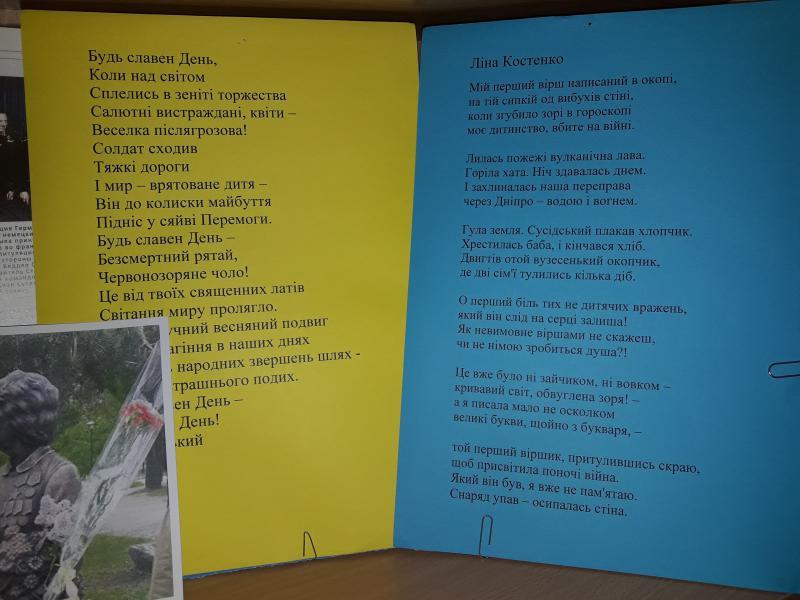 Будь славен День,
Коли над світом
Сплелись в зеніті торжества
Салютні вистраждані, квіти –
Веселка післягрозова!
Солдат сходив
Тяжкі дороги
І мир – врятоване дитя –
Він до колиски майбуття
Підніс у сяйві Перемоги.
Будь славен День –
Безсмертний рятай,
Червонозоряне чоло!
Це від твоїх священних латів
Світання миру пролягло.
учний весняний подвиг
агіння в наших днях
народних звершень шлях -
трашнього подих.
ен День –
День!
ький
Ліна Костенко
Мій перший вірш написаний в окопі,
на тій сипкій од вибухів стіні,
коли згубило зорі в гороскопі
моє дитинство, вбите на війні.
Лилась пожежі вулканічна лава.
Горіла хата. Ніч здавалась днем.
І захлиналась наша переправа
через Дніпро – водою і вогнем.
Гула земля. Сусідський плакав хлопчик.
Хрестилась баба, і кінчався хліб.
Двигтів отой вузесенький окопчик,
де дві сім'ї тулились кілька діб.
О перший біль тих не дитячих вражень,
який він слід на серці залиша!
Як невимовне віршами не скажеш,
чи не німою зробиться душа?!
Це вже було ні зайчиком, ні вовком –
кривавий світ, обвуглена зоря! –
а я писала мало не осколком
великі букви, щойно з букваря, –
той перший віршик, притулившись скраю,
щоб присвітила поночі війна.
Який він був, я вже не пам'ятаю.
Снаряд упав – осипалась стіна.